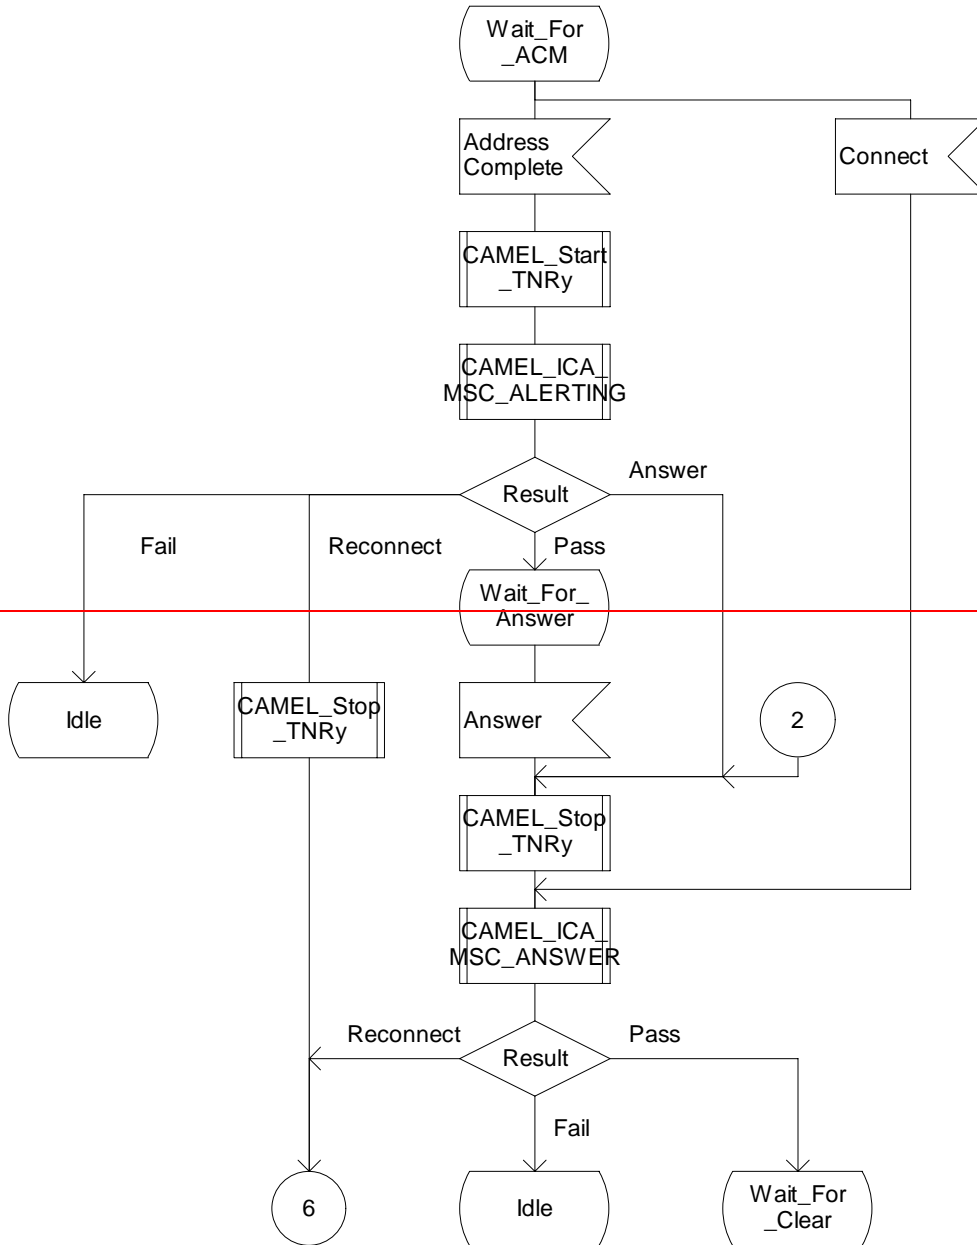 Wait_For
_ACM
Address
Complete
Connect
CAMEL_Start
_TNRy
CAMEL_ICA_
MSC_ALERTING
Result
Answer
Fail
Reconnect
Pass
Wait_For_
Answer
Idle
CAMEL_Stop
_TNRy
Answer
2
CAMEL_Stop
_TNRy
CAMEL_ICA_
MSC_ANSWER
Reconnect
Result
Pass
Fail
6
Idle
Wait_For
_Clear